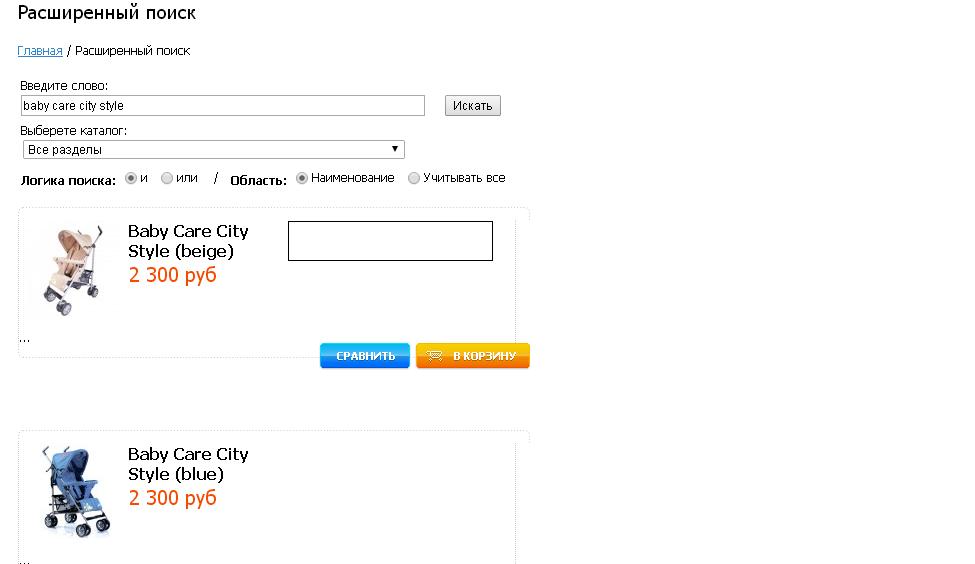 Расширенный поиск
Главная / Расширенный поиск
Введите слово:
baby care city style
Искать
Выберете каталог:
Все разделы
Логика поиска: и или / Область: Наименование Учитывать все
Baby Care City
Style (beige)
2 300 руб
...
СРАВНИТЬ
В КОРЗИНУ
Baby Care City
Style (blue)
2 300 руб
...